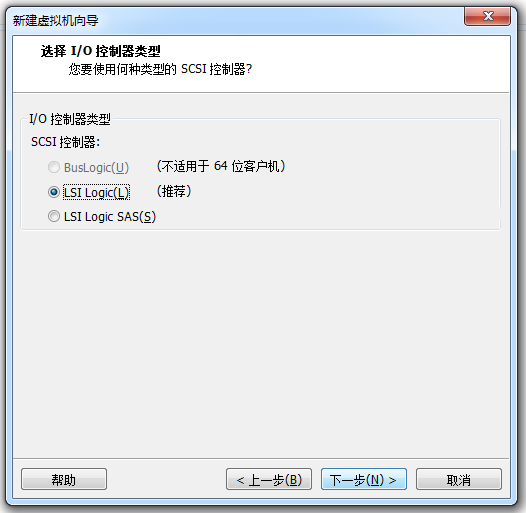 新建虚拟机向导
选择 I/O 控制器类型
您要使用何种类型的 SCSI 控制器?
I/O 控制器类型
SCSI 控制器:
BusLogic(U) （不适用于 64 位客户机）
LSI Logic(L) （推荐）
LSI Logic SAS(S)
帮助 < 上一步(B) 下一步(N) > 取消